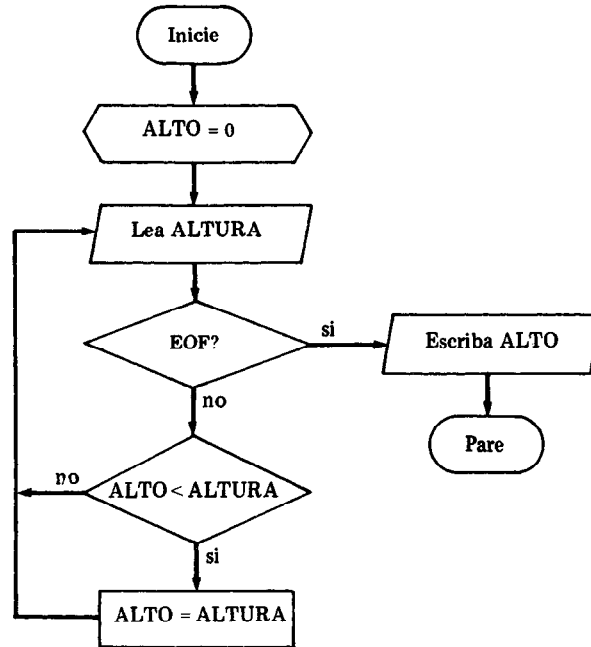 Inicie
ALTO = 0
Lea ALTURA
EOF?
si
Escriba ALTO
no
Pare
no
ALTO < ALTURA
si
ALTO = ALTURA